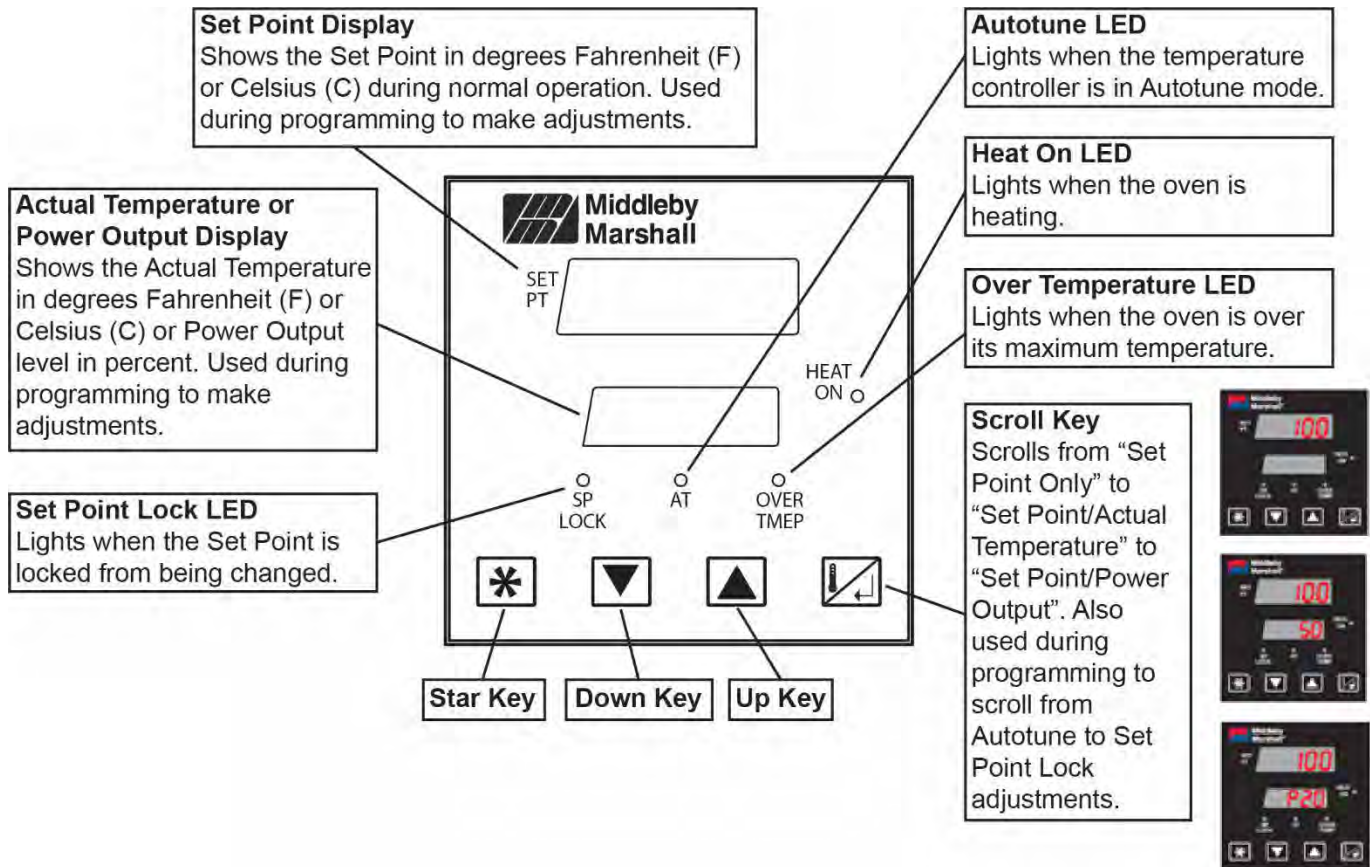 Set Point Display
Shows the Set Point in degrees Fahrenheit (F)
or Celsius (C) during normal operation. Used
during programming to make adjustments.
Autotune LED
Lights when the temperature
controller is in Autotune mode.
Heat On LED
Lights when the oven is
heating.
Over Temperature LED
Lights when the oven is over
its maximum temperature.
Actual Temperature or
Power Output Display
Shows the Actual Temperature
in degrees Fahrenheit (F) or
Celsius (C) or Power Output
level in percent. Used during
programming to make
adjustments.
Set Point Lock LED
Lights when the Set Point is
locked from being changed.
Middleby
Marshall
SET
PT
HEAT
ON
SP
LOCK
AT
OVER
TMEP
Star Key
Down Key
Up Key
Scroll Key
Scrolls from “Set
Point Only” to
“Set Point/Actual
Temperature” to
“Set Point/Power
Output”. Also
used during
programming to
scroll from
Autotune to Set
Point Lock
adjustments.
Middleby
Marshall
100
Middleby
Marshall
100
50
Middleby
Marshall
100
P20